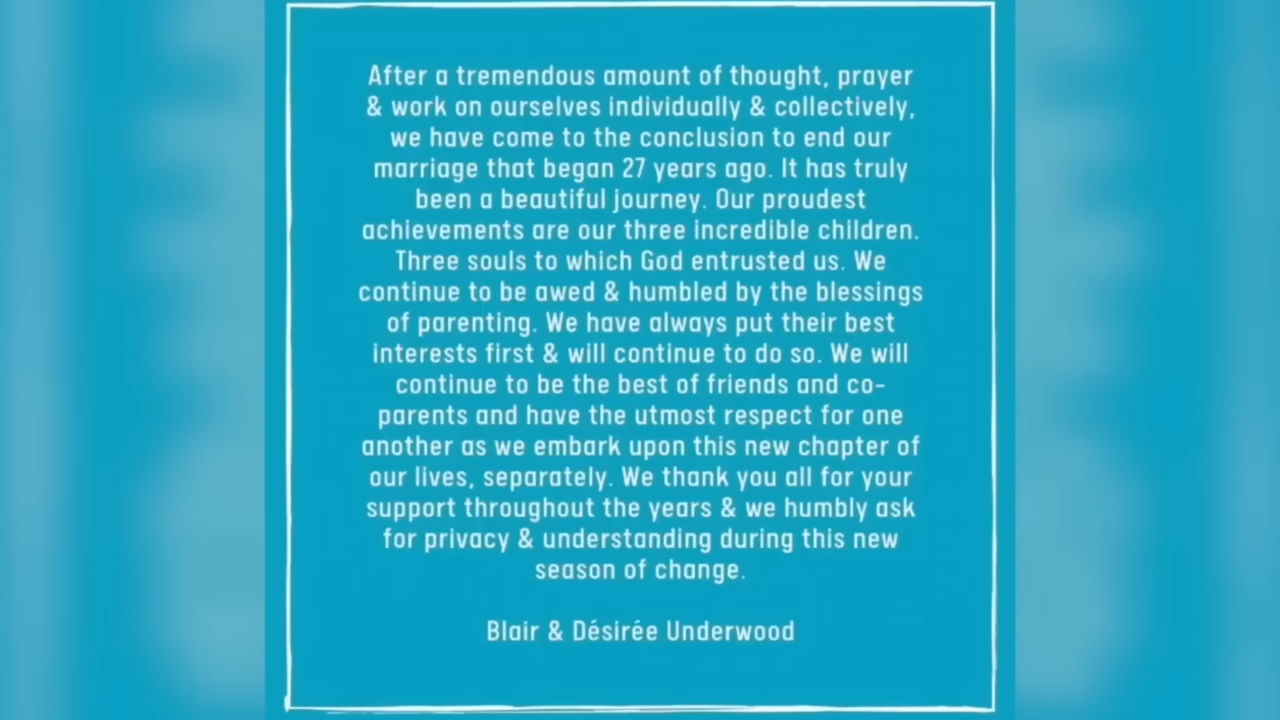 After a tremendous amount of thought, prayer
& work on ourselves individually & collectively,
we have come to the conclusion to end our
marriage that began 27 years ago. It has truly
been a beautiful journey. Our proudest
achievements are our three incredible children.
Three souls to which God entrusted us. We
continue to be awed & humbled by the blessings
of parenting. We have always put their best
interests first & will continue to do so. We will
continue to be the best of friends and co-
parents and have the utmost respect for one
another as we embark upon this new chapter of
our lives, separately. We thank you all for your
support throughout the years & we humbly ask
for privacy & understanding during this new
season of change.
Blair & Désirée Underwood